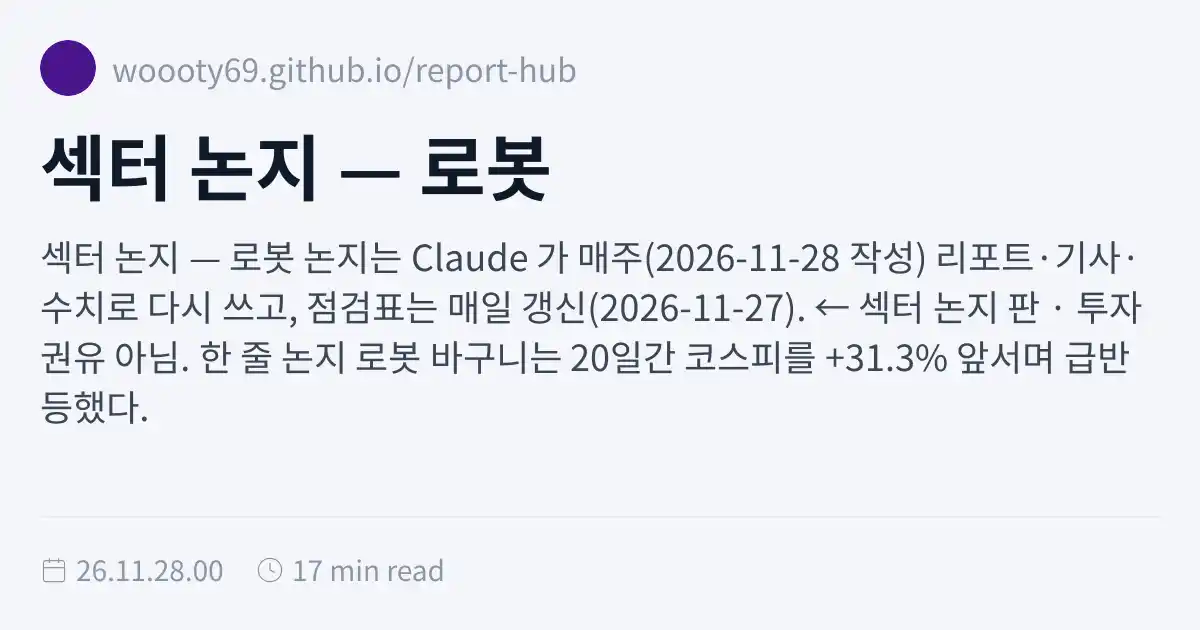 woooty69.github.io/report-hub
섹터 논지 — 로봇
섹터 논지 — 로봇 논지는 Claude 가 매주(2026-11-28 작성) 리포트·기사·
수치로 다시 쓰고, 점검표는 매일 갱신(2026-11-27). ← 섹터 논지 판 · 투자
권유 아님. 한 줄 논지 로봇 바구니는 20일간 코스피를 +31.3% 앞서며 급반
등했다.
26.11.28.00
17 min read